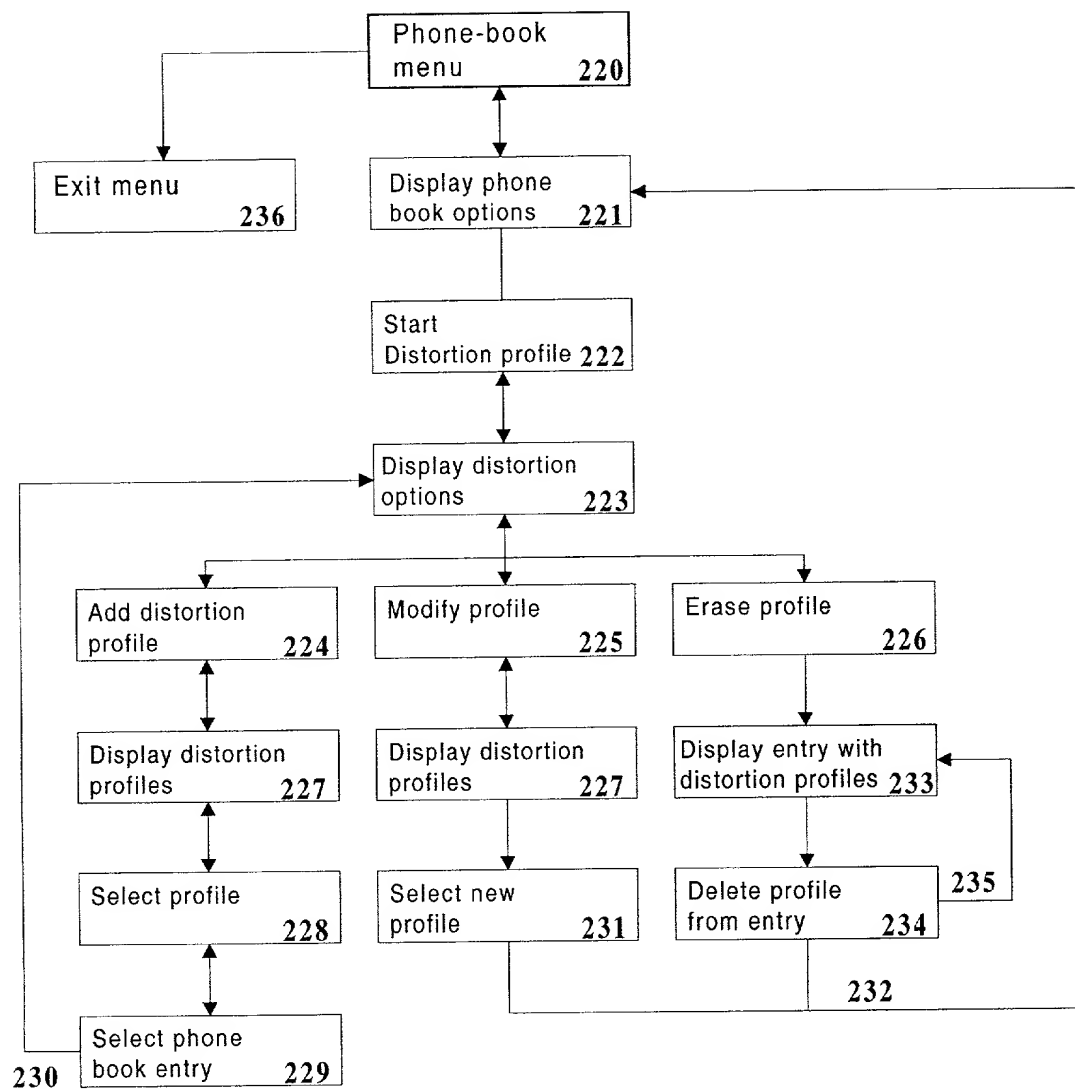 Phone-book
menu 220
Exit menu
236
Display phone
book options 221
Start
Distortion profile 222
Display distortion
options 223
Add distortion
profile 224
Modify profile
225
Erase profile
226
Display distortion
profiles 227
Display distortion
profiles 227
Display entry with
distortion profiles 233
Select profile
228
Select new
profile 231
Delete profile
from entry 234
235
232
Select phone
book entry 229
230